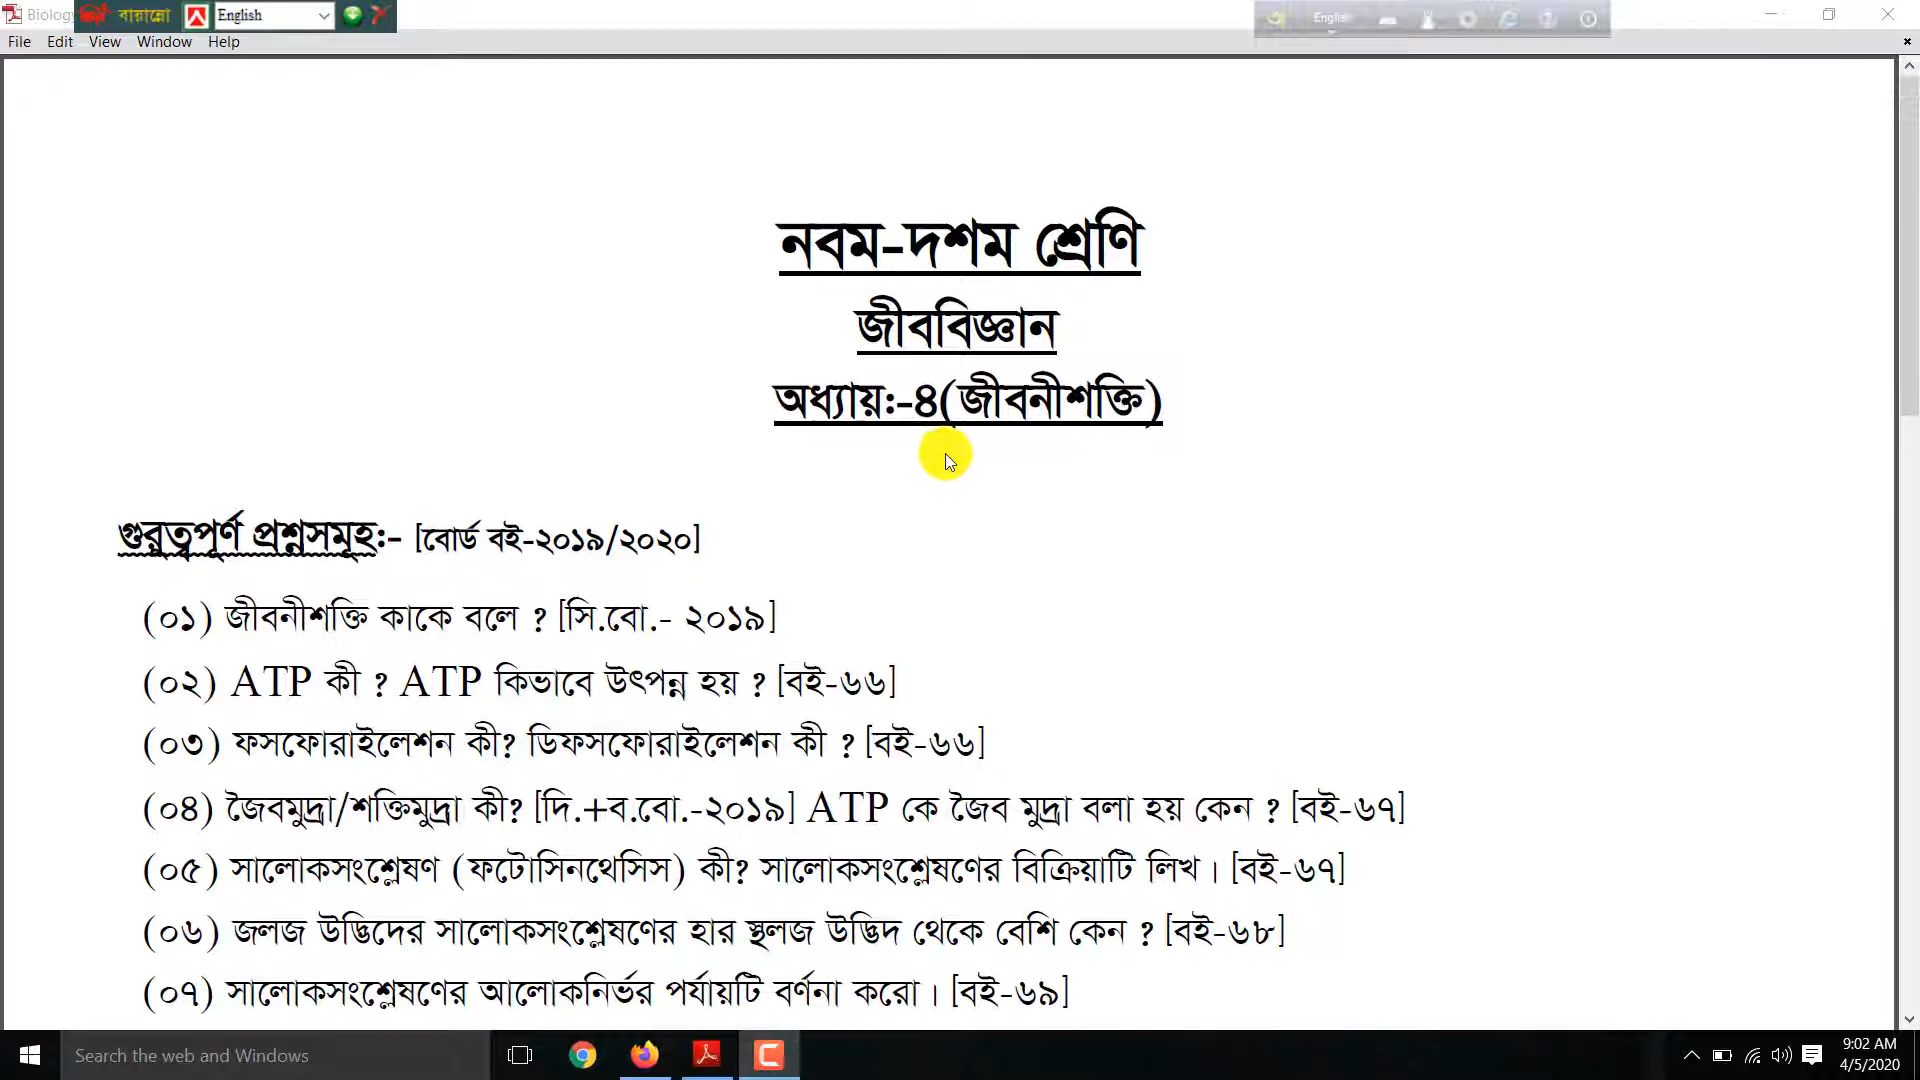 Biology
বায়ান্নো
English
English
File Edit View Window Help
নবম-দশম শ্রেণি
জীববিজ্ঞান
অধ্যায়ঃ-৪(জীবনীশক্তি)
গুরত্বপূর্ণ প্রশ্নসমূহঃ- [বোর্ড বই-২০১৯/২০২০]
(০১) জীবনীশক্তি কাকে বলে ? [সি.বো.- ২০১৯]
(০২) ATP কী ? ATP কিভাবে উৎপন্ন হয় ? [বই-৬৬]
(০৩) ফসফোরাইলেশন কী? ডিফসফোরাইলেশন কী ? [বই-৬৬]
(০৪) জৈবমুদ্রা/শক্তিমুদ্রা কী? [দি.+ব.বো.-২০১৯] ATP কে জৈব মুদ্রা বলা হয় কেন ? [বই-৬৭]
(০৫) সালোকসংশ্লেষণ (ফটোসিনথেসিস) কী? সালোকসংশ্লেষণের বিক্রিয়াটি লিখ। [বই-৬৭]
(০৬) জলজ উদ্ভিদের সালোকসংশ্লেষণের হার স্থলজ উদ্ভিদ থেকে বেশি কেন ? [বই-৬৮]
(০৭) সালোকসংশ্লেষণের আলোকনির্ভর পর্যায়টি বর্ণনা করো। [বই-৬৯]
Search the web and Windows
9:02 AM
4/5/2020